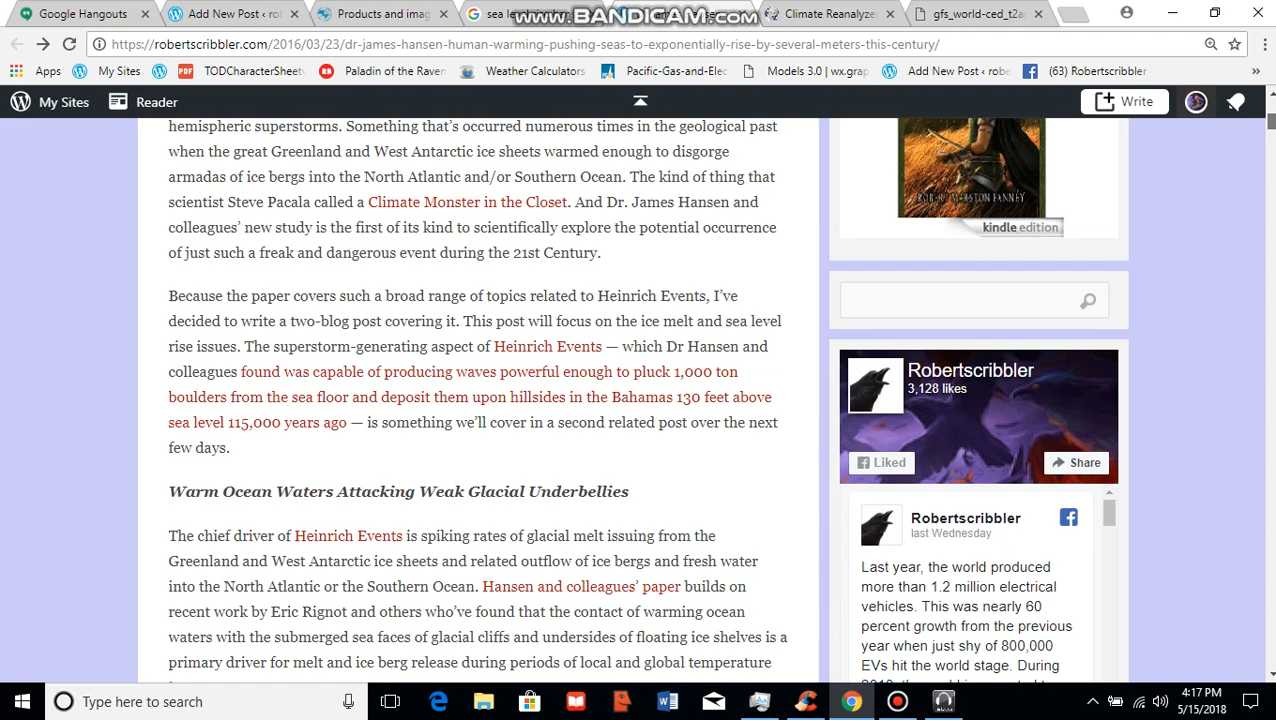 Google Hangouts
Add New Post ‹ rol
Products and imag
www.BANDICAM.com
Climate Reanalyze
gfs_world-ced_t2a
https://robertscribbler.com/2016/03/23/dr-james-hansen-human-warming-pushing-seas-to-exponentially-rise-by-several-meters-this-century/
Apps
My Sites
TODCharacterSheet
Paladin of the Raven
Weather Calculators
Pacific-Gas-and-Elec
Models 3.0 | wx.grap
Add New Post ‹ robe
(63) Robertscribbler
My Sites
Reader
Write
hemispheric superstorms. Something that's occurred numerous times in the geological past
when the great Greenland and West Antarctic ice sheets warmed enough to disgorge
armadas of ice bergs into the North Atlantic and/or Southern Ocean. The kind of thing that
scientist Steve Pacala called a Climate Monster in the Closet. And Dr. James Hansen and
colleagues' new study is the first of its kind to scientifically explore the potential occurrence
of just such a freak and dangerous event during the 21st Century.
Because the paper covers such a broad range of topics related to Heinrich Events, I've
decided to write a two-blog post covering it. This post will focus on the ice melt and sea level
rise issues. The superstorm-generating aspect of Heinrich Events — which Dr Hansen and
colleagues found was capable of producing waves powerful enough to pluck 1,000 ton
boulders from the sea floor and deposit them upon hillsides in the Bahamas 130 feet above
sea level 115,000 years ago — is something we'll cover in a second related post over the next
few days.
Warm Ocean Waters Attacking Weak Glacial Underbellies
The chief driver of Heinrich Events is spiking rates of glacial melt issuing from the
Greenland and West Antarctic ice sheets and related outflow of ice bergs and fresh water
into the North Atlantic or the Southern Ocean. Hansen and colleagues' paper builds on
recent work by Eric Rignot and others who've found that the contact of warming ocean
waters with the submerged sea faces of glacial cliffs and undersides of floating ice shelves is a
primary driver for melt and ice berg release during periods of local and global temperature
ROBERT MARSTON FANNEY
kindle edition
Robertscribbler
3,128 likes
Liked
Share
Robertscribbler
last Wednesday
Last year, the world produced
more than 1.2 million electrical
vehicles. This was nearly 60
percent growth from the previous
year when just shy of 800,000
EVs hit the world stage. During
Type here to search
4:17 PM
5/15/2018